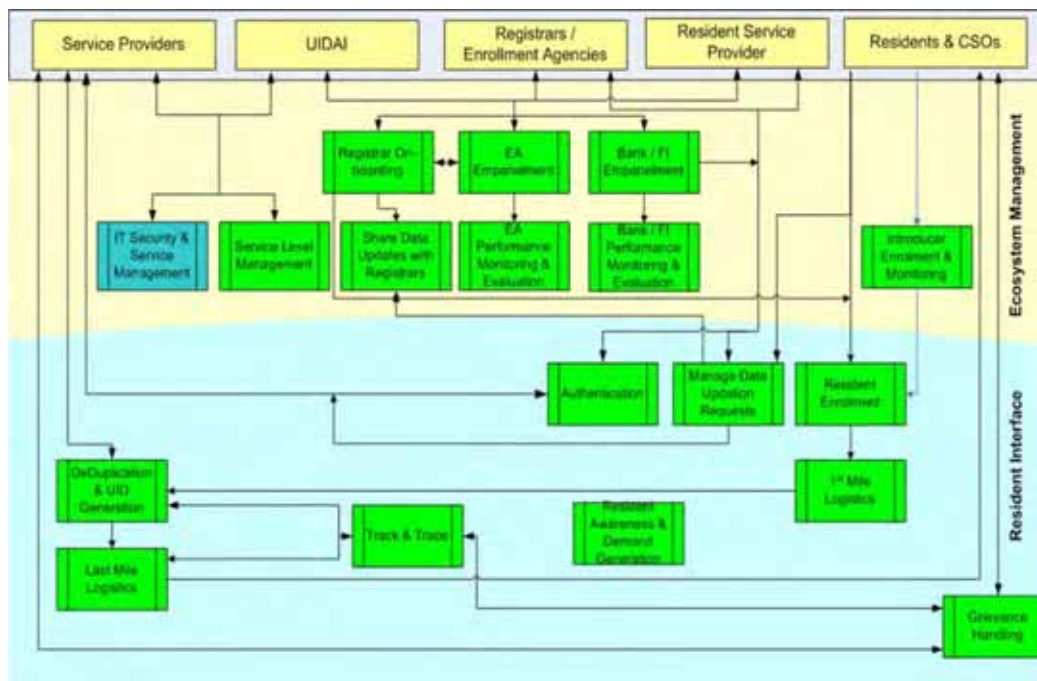 Service Providers
UIDAI
Registrars /
Enrollment Agencies
Resident Service
Provider
Residents & CSOs
Registrar On-
boarding
EA
Empanelment
Bank / FI
Empanelment
IT Security &
Service
Management
Service Level
Management
Share Data
Updates with
Registrars
EA
Performance
Monitoring &
Evaluation
Bank / FI
Performance
Monitoring &
Evaluation
Introducer
Enrolment &
Monitoring
Ecosystem Management
Authentication
Manage Data
Updation
Requests
Resident
Enrolment
DeDuplication
& UID
Generation
1st Mile
Logistics
Resident Interface
Track & Trace
Resident
Awareness &
Demand
Generation
Last Mile
Logistics
Grievance
Handling